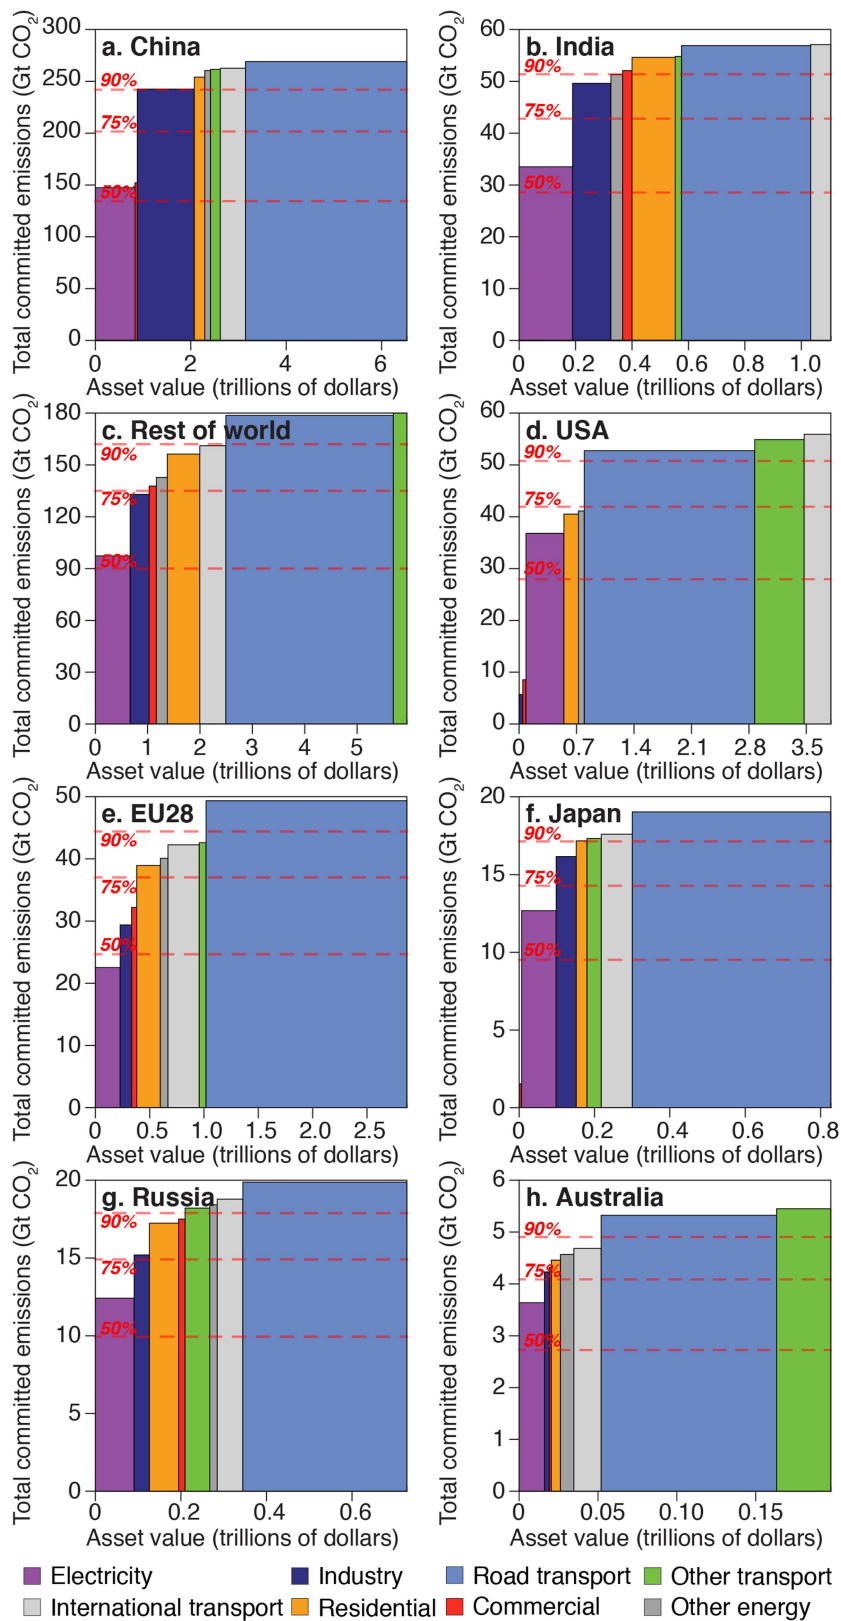 Total committed emissions (Gt CO2)
300
250
200
150
100
50
0
a. China
90%
75%
50%
0 2 4 6
Asset value (trillions of dollars)
Total committed emissions (Gt CO2)
60
50
40
30
20
10
0
b. India
90%
75%
50%
0 0.2 0.4 0.6 0.8 1.0
Asset value (trillions of dollars)
Total committed emissions (Gt CO2)
180
150
120
90
60
30
0
c. Rest of world
90%
75%
50%
0 1 2 3 4 5
Asset value (trillions of dollars)
Total committed emissions (Gt CO2)
60
50
40
30
20
10
0
d. USA
90%
75%
50%
0 0.7 1.4 2.1 2.8 3.5
Asset value (trillions of dollars)
Total committed emissions (Gt CO2)
50
40
30
20
10
0
e. EU28
90%
75%
50%
0 0.5 1.0 1.5 2.0 2.5
Asset value (trillions of dollars)
Total committed emissions (Gt CO2)
20
15
10
5
0
f. Japan
90%
75%
50%
0 0.2 0.4 0.6 0.8
Asset value (trillions of dollars)
Total committed emissions (Gt CO2)
20
15
10
5
0
g. Russia
90%
75%
50%
0 0.2 0.4 0.6
Asset value (trillions of dollars)
Total committed emissions (Gt CO2)
6
5
4
3
2
1
0
h. Australia
90%
75%
50%
0 0.05 0.10 0.15
Asset value (trillions of dollars)
Electricity Industry Road transport Other transport
International transport Residential Commercial Other energy